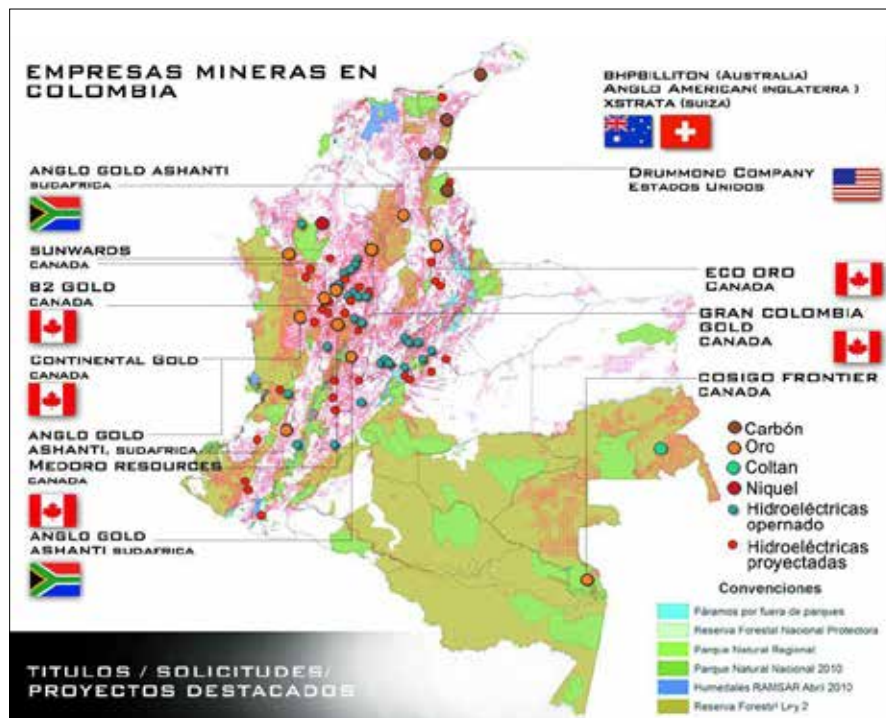 EMPRESAS MINERAS EN
COLOMBIA
BHPBILLITON (AUSTRALIA)
ANGLO AMERICAN( INGLATERRA )
XSTRATA (SUIZA)
ANGLO GOLD ASHANTI
SUDAFRICA
DRUMMOND COMPANY
ESTADOS UNIDOS
SUNWARDS
CANADA
B2 GOLD
CANADA
ECO ORO
CANADA
GRAN COLOMBIA
GOLD
CANADA
CONTINENTAL GOLD
CANADA
COSIGO FRONTIER
CANADA
ANGLO GOLD
ASHANTI, SUDAFRICA
MEDORO RESOURCES
CANADA
ANGLO GOLD
ASHANTI SUDAFRICA
Carbón
Oro
Coltan
Niquel
Hidroeléctricas
opernado
Hidroeléctricas
proyectadas
Convenciones
Páramos por fuera de parques
Reserva Forestal Nacional Protectora
Parque Natural Regional
Parque Natural Nacional 2010
Humedales RAMSAR Abril 2010
Reserva Forestal Ley 2
TITULOS / SOLICITUDES/
PROYECTOS DESTACADOS